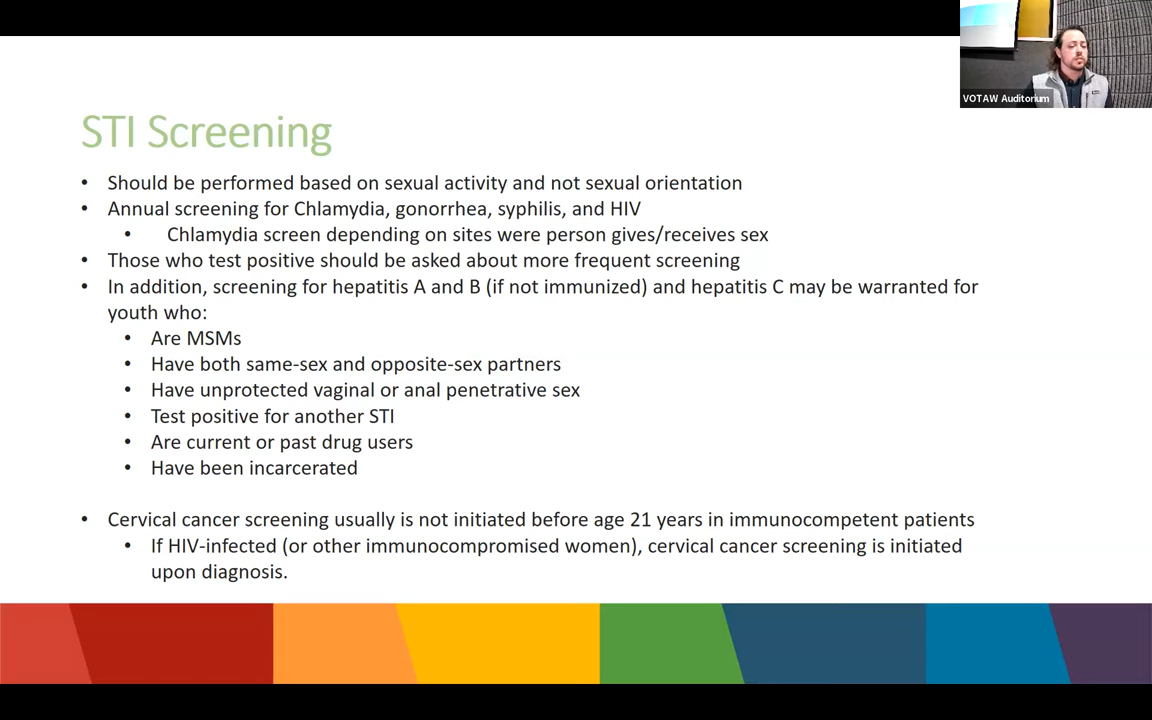 VOTAW Auditorium
STI Screening
• Should be performed based on sexual activity and not sexual orientation
• Annual screening for Chlamydia, gonorrhea, syphilis, and HIV
• Chlamydia screen depending on sites were person gives/receives sex
• Those who test positive should be asked about more frequent screening
• In addition, screening for hepatitis A and B (if not immunized) and hepatitis C may be warranted for
youth who:
• Are MSMs
• Have both same-sex and opposite-sex partners
• Have unprotected vaginal or anal penetrative sex
• Test positive for another STI
• Are current or past drug users
• Have been incarcerated
• Cervical cancer screening usually is not initiated before age 21 years in immunocompetent patients
• If HIV-infected (or other immunocompromised women), cervical cancer screening is initiated
upon diagnosis.